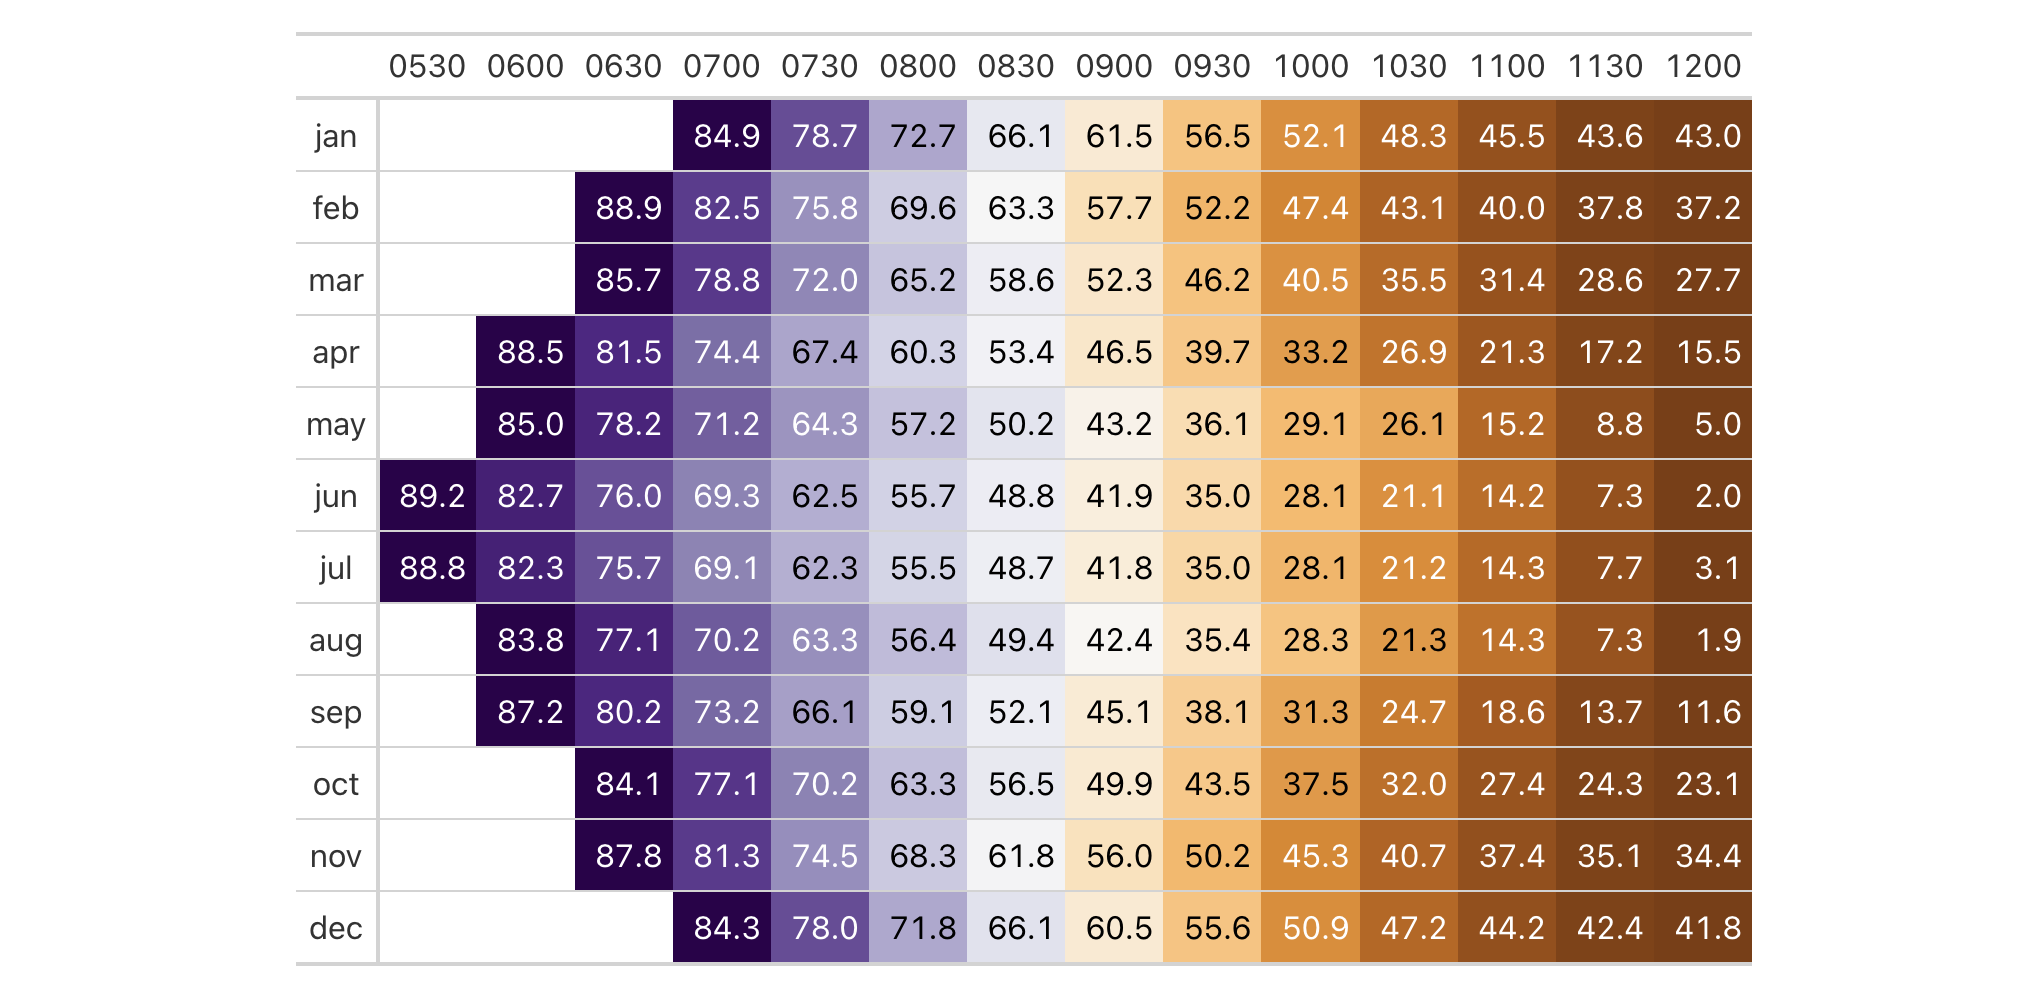 0530 0600 0630 0700 0730 0800 0830 0900 0930 1000 1030 1100 1130 1200
jan 84.9 78.7 72.7 66.1 61.5 56.5 52.1 48.3 45.5 43.6 43.0
feb 88.9 82.5 75.8 69.6 63.3 57.7 52.2 47.4 43.1 40.0 37.8 37.2
mar 85.7 78.8 72.0 65.2 58.6 52.3 46.2 40.5 35.5 31.4 28.6 27.7
apr 88.5 81.5 74.4 67.4 60.3 53.4 46.5 39.7 33.2 26.9 21.3 17.2 15.5
may 85.0 78.2 71.2 64.3 57.2 50.2 43.2 36.1 29.1 26.1 15.2 8.8 5.0
jun 89.2 82.7 76.0 69.3 62.5 55.7 48.8 41.9 35.0 28.1 21.1 14.2 7.3 2.0
jul 88.8 82.3 75.7 69.1 62.3 55.5 48.7 41.8 35.0 28.1 21.2 14.3 7.7 3.1
aug 83.8 77.1 70.2 63.3 56.4 49.4 42.4 35.4 28.3 21.3 14.3 7.3 1.9
sep 87.2 80.2 73.2 66.1 59.1 52.1 45.1 38.1 31.3 24.7 18.6 13.7 11.6
oct 84.1 77.1 70.2 63.3 56.5 49.9 43.5 37.5 32.0 27.4 24.3 23.1
nov 87.8 81.3 74.5 68.3 61.8 56.0 50.2 45.3 40.7 37.4 35.1 34.4
dec 84.3 78.0 71.8 66.1 60.5 55.6 50.9 47.2 44.2 42.4 41.8